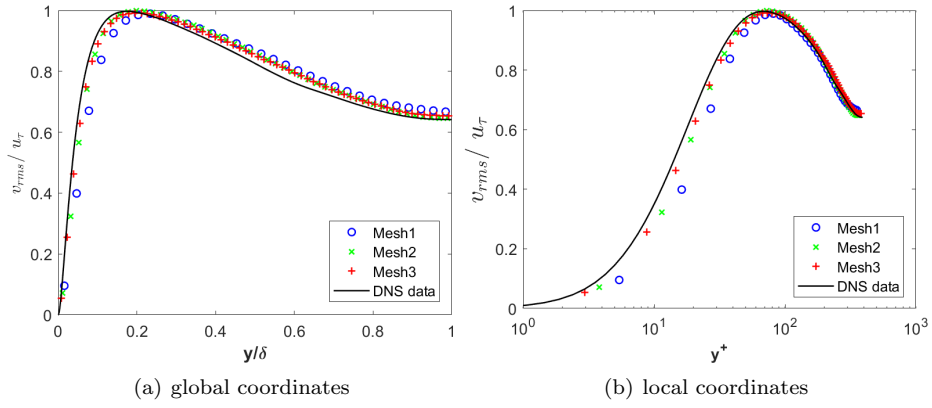 1
0.8
0.6
0.4
0.2
0
v_rms / u_τ
0 0.2 0.4 0.6 0.8 1
y/δ
Mesh1
Mesh2
Mesh3
DNS data
(a) global coordinates
1
0.8
0.6
0.4
0.2
0
v_rms / u_τ
10^0 10^1 10^2 10^3
y^+
Mesh1
Mesh2
Mesh3
DNS data
(b) local coordinates